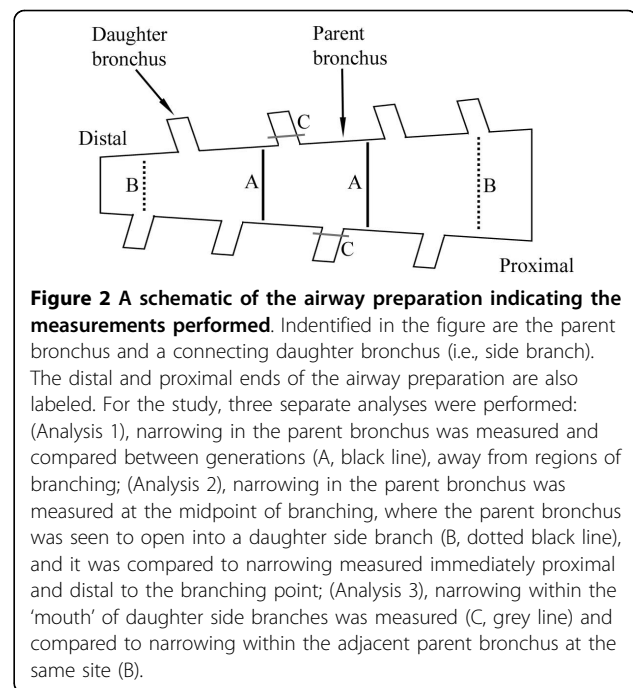 Daughter
bronchus
Parent
bronchus
C
Distal
B
A
A
B
C
Proximal
Figure 2 A schematic of the airway preparation indicating the
measurements performed. Indentified in the figure are the parent
bronchus and a connecting daughter bronchus (i.e., side branch).
The distal and proximal ends of the airway preparation are also
labeled. For the study, three separate analyses were performed:
(Analysis 1), narrowing in the parent bronchus was measured and
compared between generations (A, black line), away from regions of
branching; (Analysis 2), narrowing in the parent bronchus was
measured at the midpoint of branching, where the parent bronchus
was seen to open into a daughter side branch (B, dotted black line),
and it was compared to narrowing measured immediately proximal
and distal to the branching point; (Analysis 3), narrowing within the
'mouth' of daughter side branches was measured (C, grey line) and
compared to narrowing within the adjacent parent bronchus at the
same site (B).